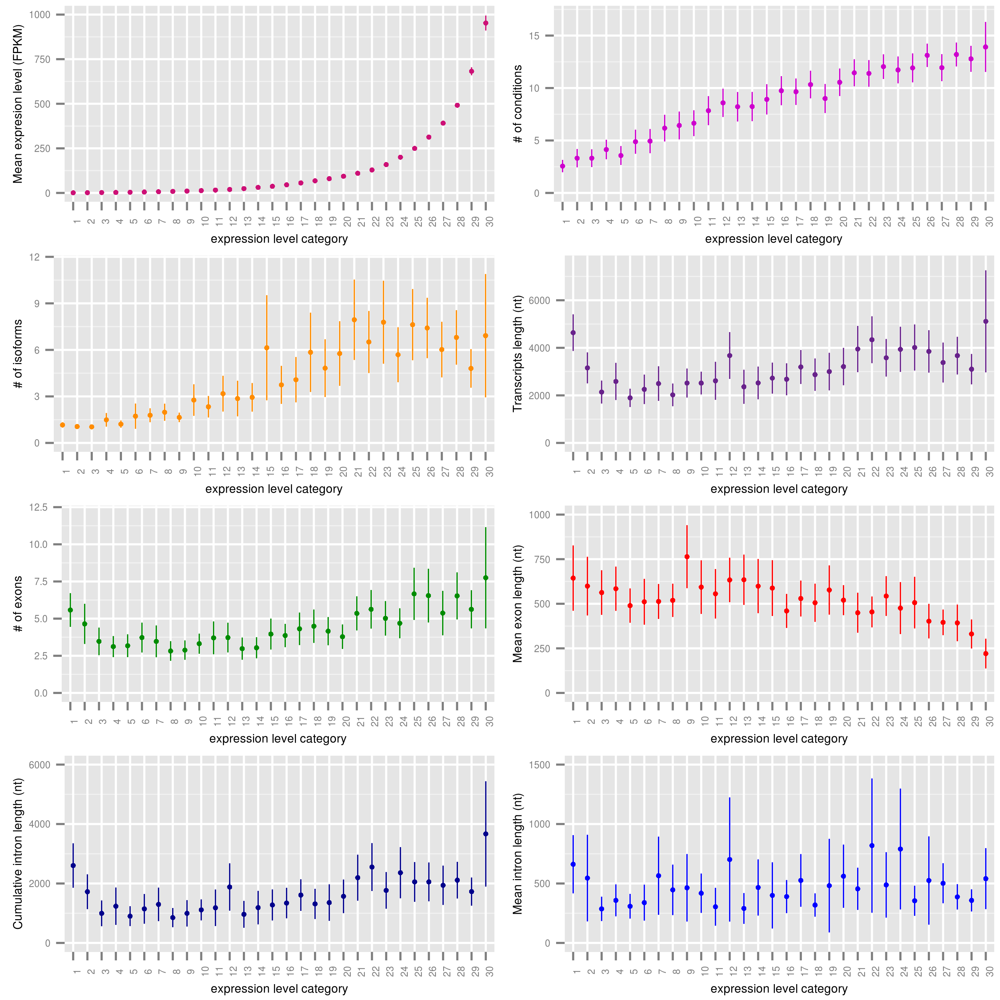 Mean expresion level (FPKM)
1000
750
500
250
0
1 2 3 4 5 6 7 8 9 10 11 12 13 14 15 16 17 18 19 20 21 22 23 24 25 26 27 28 29 30
expression level category
# of conditions
15
10
5
0
1 2 3 4 5 6 7 8 9 10 11 12 13 14 15 16 17 18 19 20 21 22 23 24 25 26 27 28 29 30
expression level category
# of isoforms
12
9
6
3
0
1 2 3 4 5 6 7 8 9 10 11 12 13 14 15 16 17 18 19 20 21 22 23 24 25 26 27 28 29 30
expression level category
Transcripts length (nt)
6000
4000
2000
0
1 2 3 4 5 6 7 8 9 10 11 12 13 14 15 16 17 18 19 20 21 22 23 24 25 26 27 28 29 30
expression level category
# of exons
12.5
10.0
7.5
5.0
2.5
0.0
1 2 3 4 5 6 7 8 9 10 11 12 13 14 15 16 17 18 19 20 21 22 23 24 25 26 27 28 29 30
expression level category
Mean exon length (nt)
1000
750
500
250
0
1 2 3 4 5 6 7 8 9 10 11 12 13 14 15 16 17 18 19 20 21 22 23 24 25 26 27 28 29 30
expression level category
Cumulative intron length (nt)
6000
4000
2000
0
1 2 3 4 5 6 7 8 9 10 11 12 13 14 15 16 17 18 19 20 21 22 23 24 25 26 27 28 29 30
expression level category
Mean intron length (nt)
1500
1000
500
0
1 2 3 4 5 6 7 8 9 10 11 12 13 14 15 16 17 18 19 20 21 22 23 24 25 26 27 28 29 30
expression level category